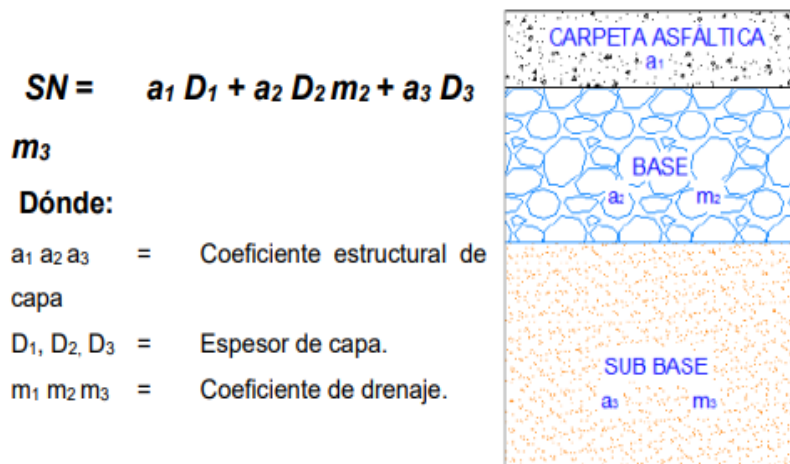 SN = a₁ D₁ + a₂ D₂ m₂ + a₃ D₃
m₃
Dónde:
a₁ a₂ a₃ = Coeficiente estructural de
capa
D₁, D₂, D₃ = Espesor de capa.
m₁ m₂ m₃ = Coeficiente de drenaje.
CARPETA ASFÁLTICA
a₁
BASE
a₂ m₂
SUB BASE
a₃ m₃